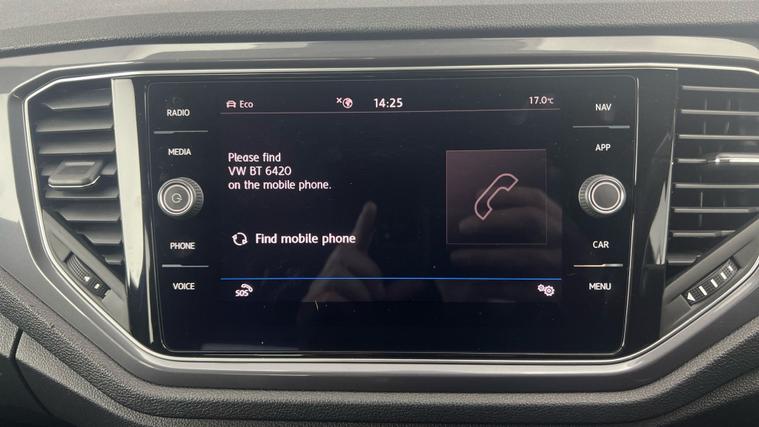 RADIO
MEDIA
PHONE
VOICE
Eco
14:25
17.0°C
Please find
VW BT 6420
on the mobile phone.
Find mobile phone
SOS
NAV
APP
CAR
MENU